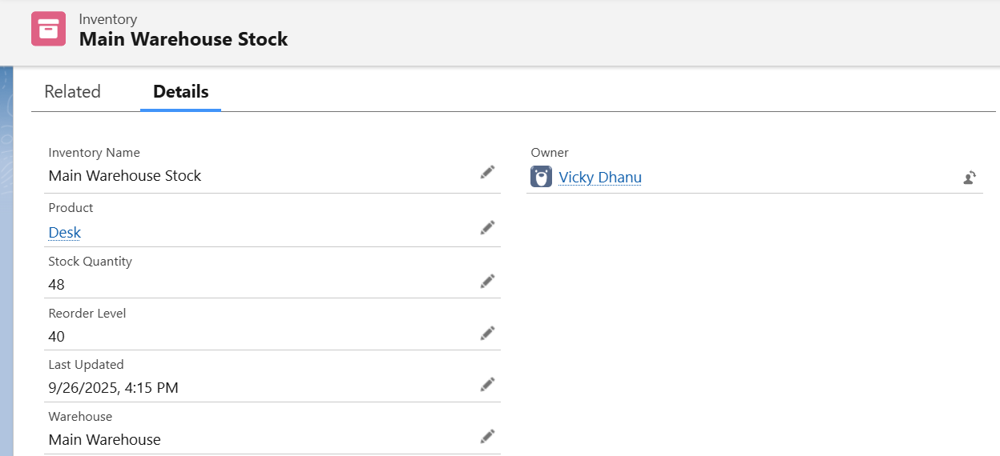 Inventory
Main Warehouse Stock
Related
Details
Inventory Name
Main Warehouse Stock
Owner
Vicky Dhanu
Product
Desk
Stock Quantity
48
Reorder Level
40
Last Updated
9/26/2025, 4:15 PM
Warehouse
Main Warehouse